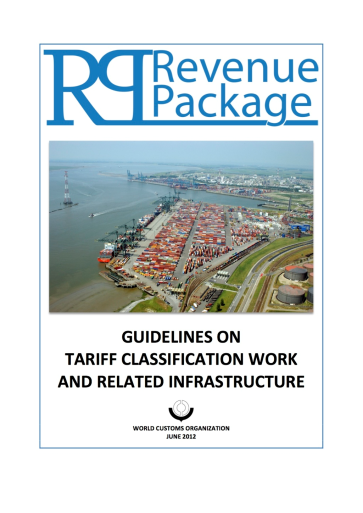 RP Revenue
Package
GUIDELINES ON
TARIFF CLASSIFICATION WORK
AND RELATED INFRASTRUCTURE
WORLD CUSTOMS ORGANIZATION
JUNE 2012